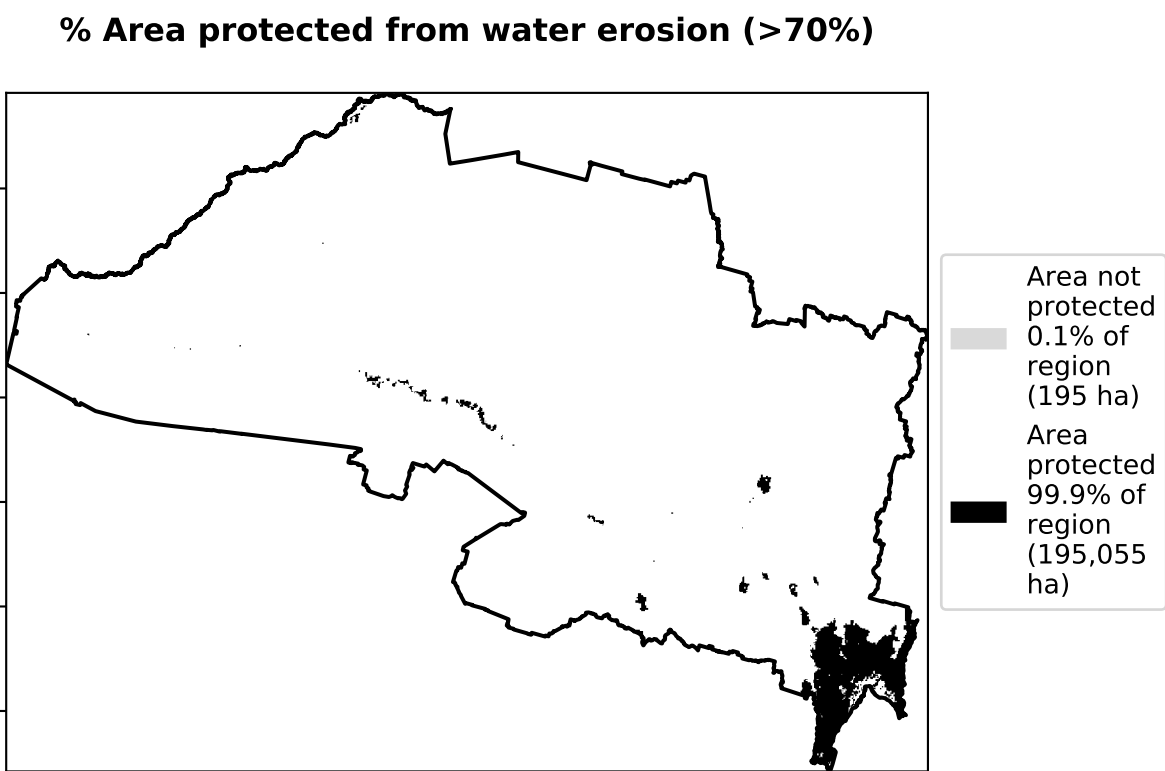 % Area protected from water erosion (>70%)
Area not
protected
0.1% of
region
(195 ha)
Area
protected
99.9% of
region
(195,055
ha)